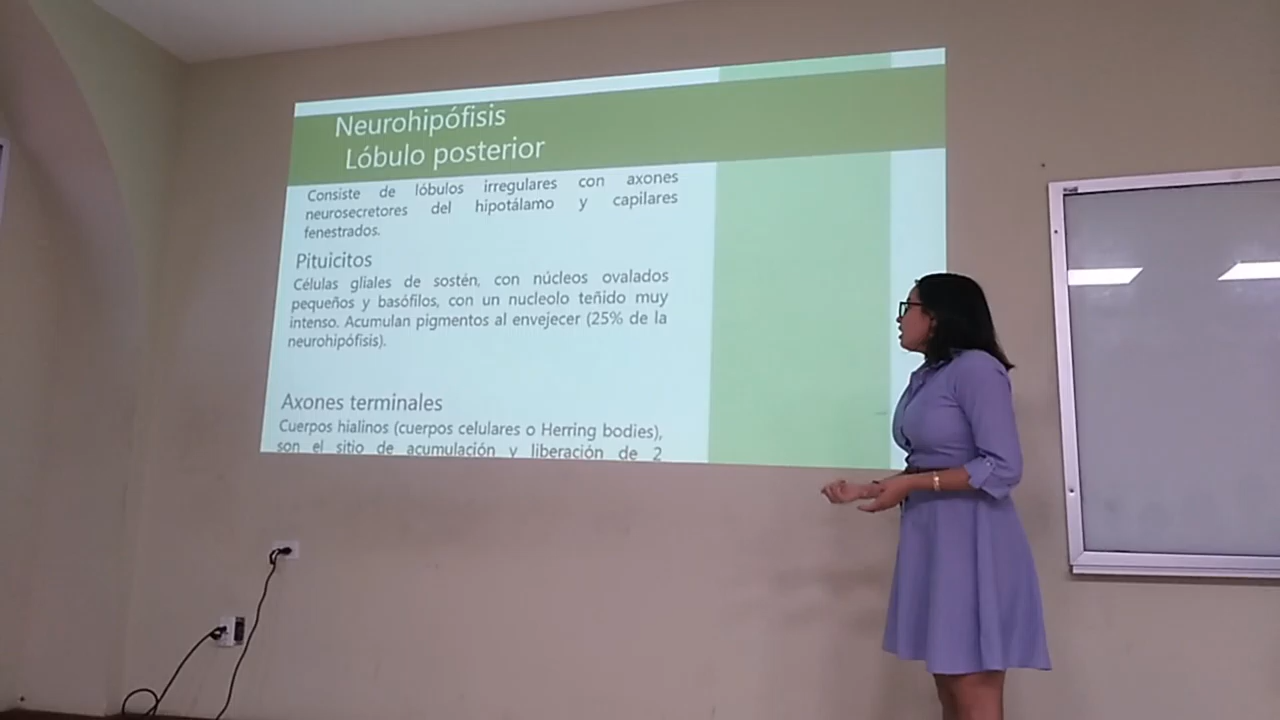 Neurohipófisis
Lóbulo posterior
Consiste de lóbulos irregulares con axones
neurosecretores del hipotálamo y capilares
fenestrados.
Pituicitos
Células gliales de sostén, con núcleos ovalados
pequeños y basófilos, con un nucleolo teñido muy
intenso. Acumulan pigmentos al envejecer (25% de la
neurohipófisis).
Axones terminales
Cuerpos hialinos (cuerpos celulares o Herring bodies),
son el sitio de acumulación y liberación de 2